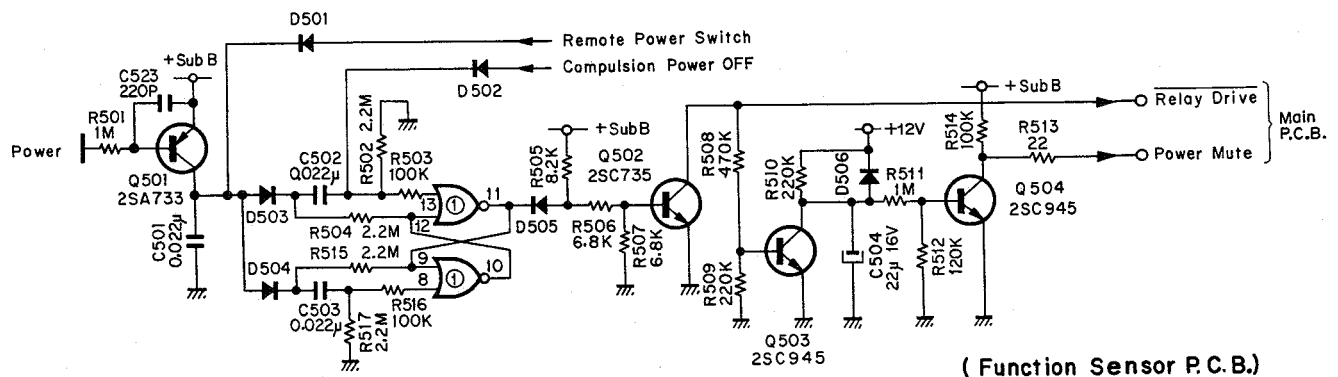 D501
Remote Power Switch
+Sub B
Compulsion Power OFF
C523
220P
D502
R501
1M
Power
Q501
2SA733
C501
0.022μ
D503
C502
0.022μ
R502 2.2M
R503
100K
13
12
11
1
R504
2.2M
R515
2.2M
D504
9
8
10
1
C503
0.022μ
R516
100K
R517
2.2M
D505
R505
8.2K
+Sub B
R506
6.8K
R507
6.8K
Q502
2SC735
R508
470K
R509
220K
Q503
2SC945
R510
220K
+12V
D506
C504
22μ 16V
R511
1M
R512
120K
+Sub B
R514
100K
R513
22
Q504
2SC945
Relay Drive
Power Mute
Main
P.C.B.
( Function Sensor P.C.B.)